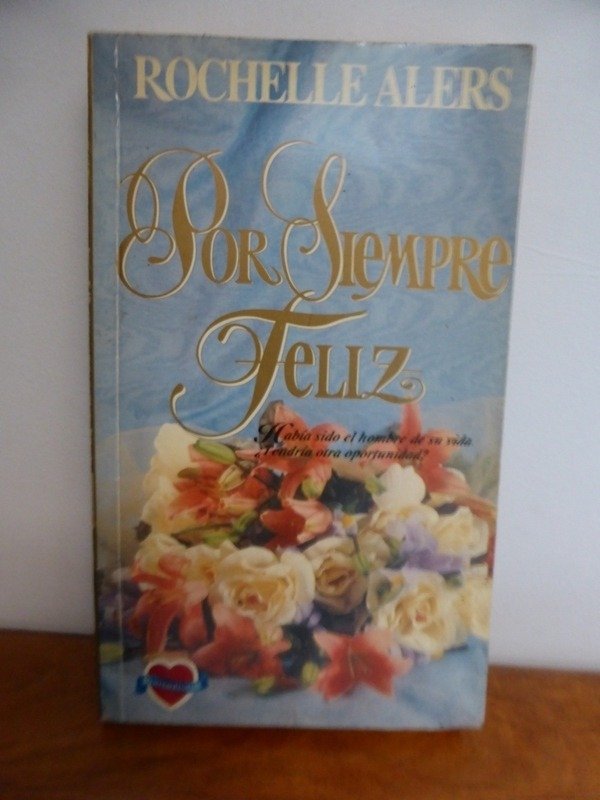 ROCHELLE ALERS
POR SIEMPRE
FELIZ
Había sido el hombre de su vida.
¿Tendría otra oportunidad?